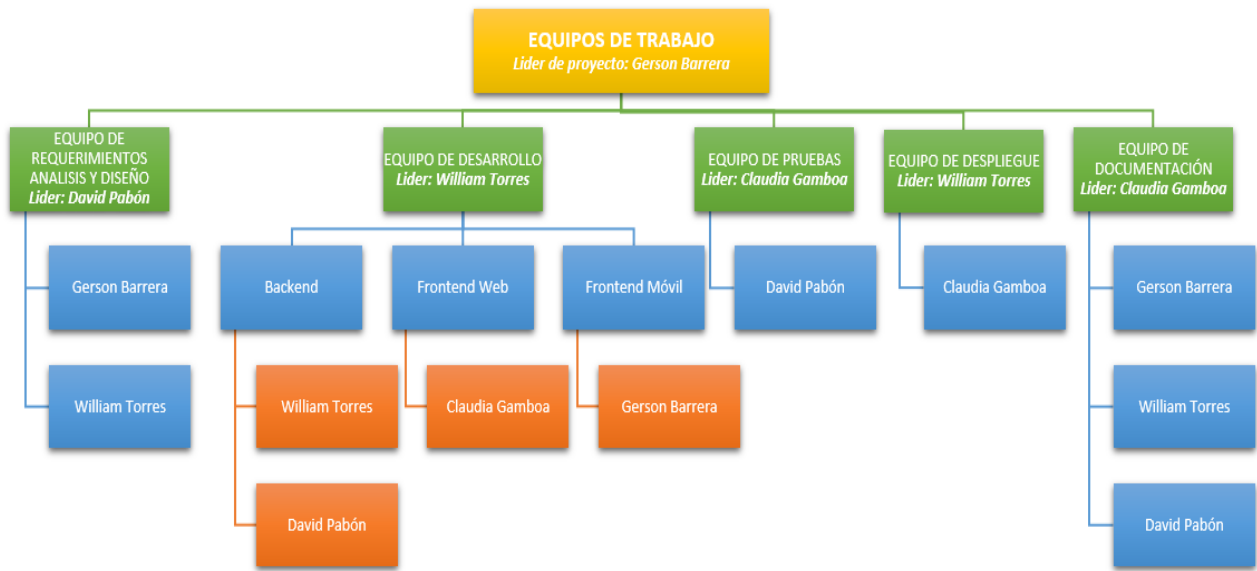 EQUIPOS DE TRABAJO
Lider de proyecto: Gerson Barrera
EQUIPO DE
REQUERIMIENTOS
ANALISIS Y DISEÑO
Lider: David Pabón
EQUIPO DE DESARROLLO
Lider: William Torres
EQUIPO DE PRUEBAS
Lider: Claudia Gamboa
EQUIPO DE DESPLIEGUE
Lider: William Torres
EQUIPO DE
DOCUMENTACIÓN
Lider: Claudia Gamboa
Gerson Barrera
Backend
Frontend Web
Frontend Móvil
David Pabón
Claudia Gamboa
Gerson Barrera
William Torres
William Torres
Claudia Gamboa
Gerson Barrera
William Torres
David Pabón
David Pabón